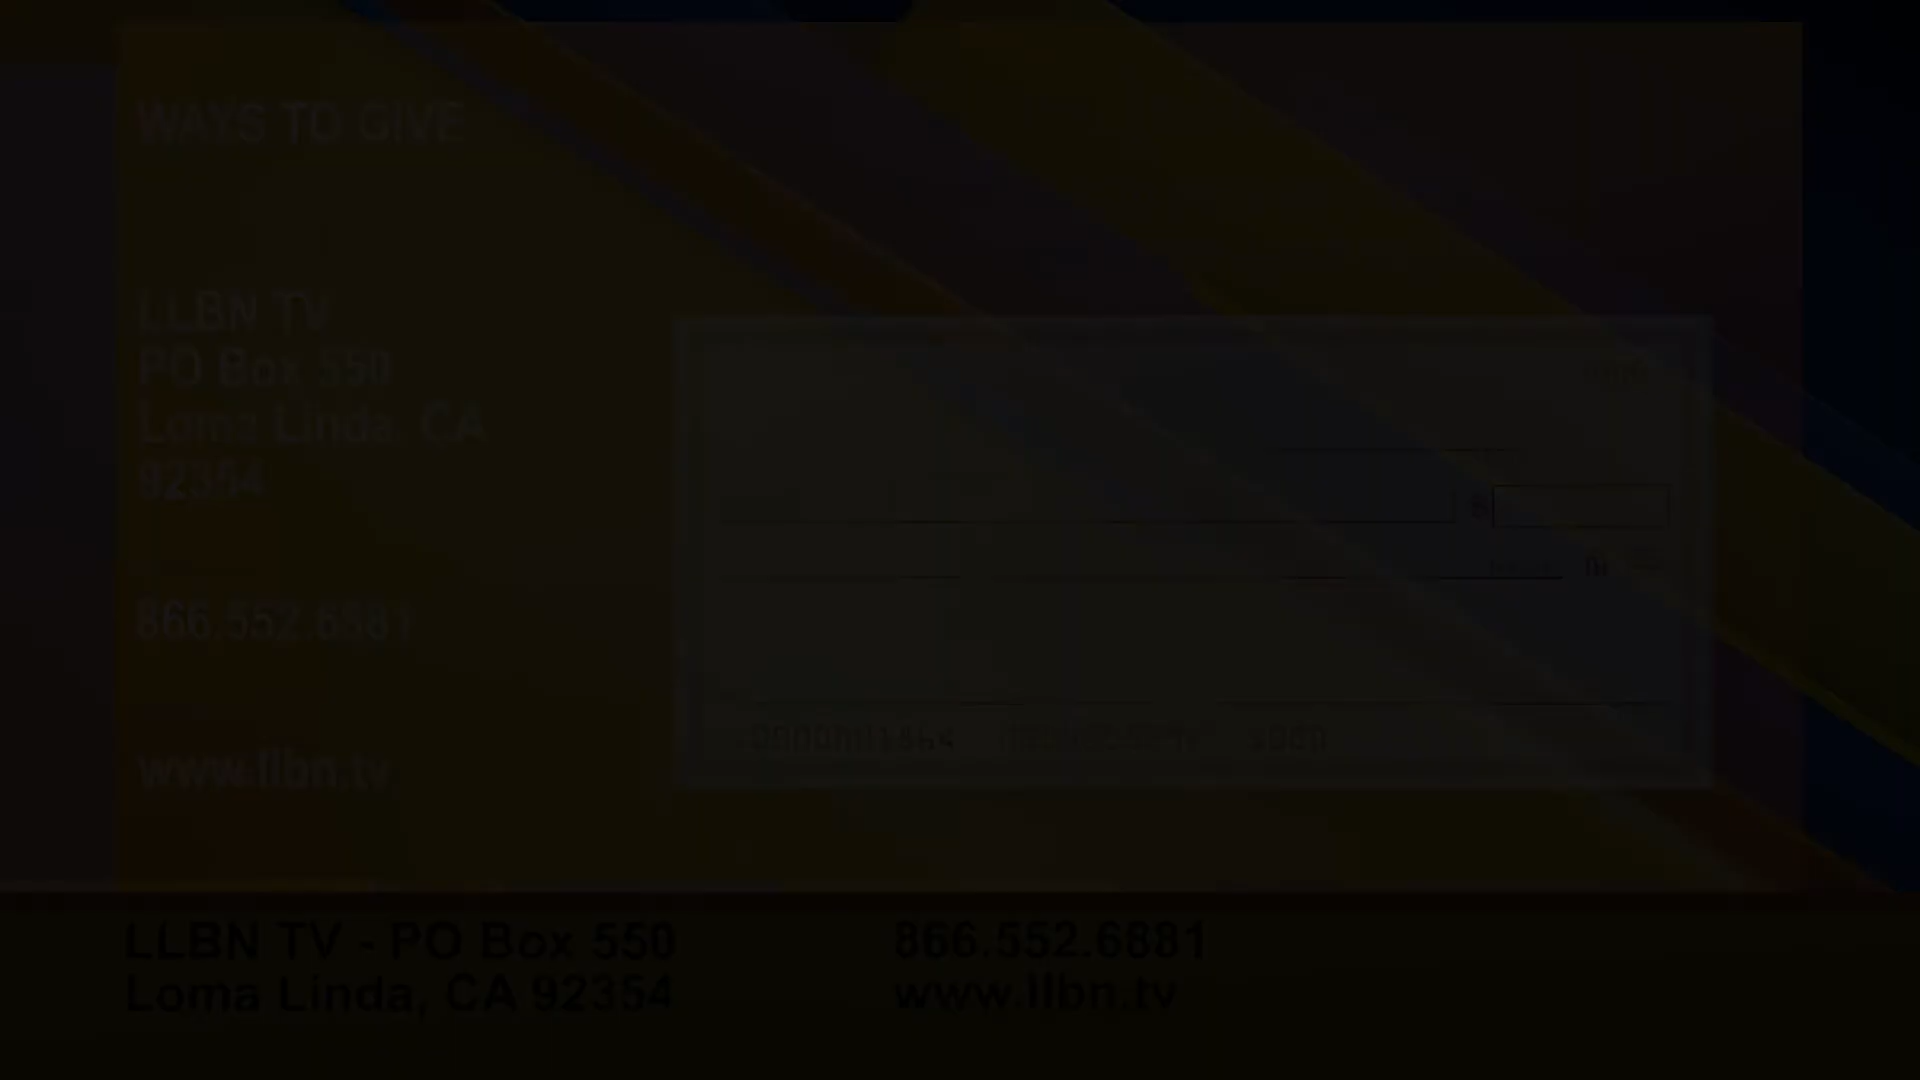 WAYS TO GIVE
LLBN TV
PO Box 550
Loma Linda, CA
92354
866.552.6881
www.llbn.tv
LLBN TV - PO Box 550
Loma Linda, CA 92354
866.552.6881
www.llbn.tv